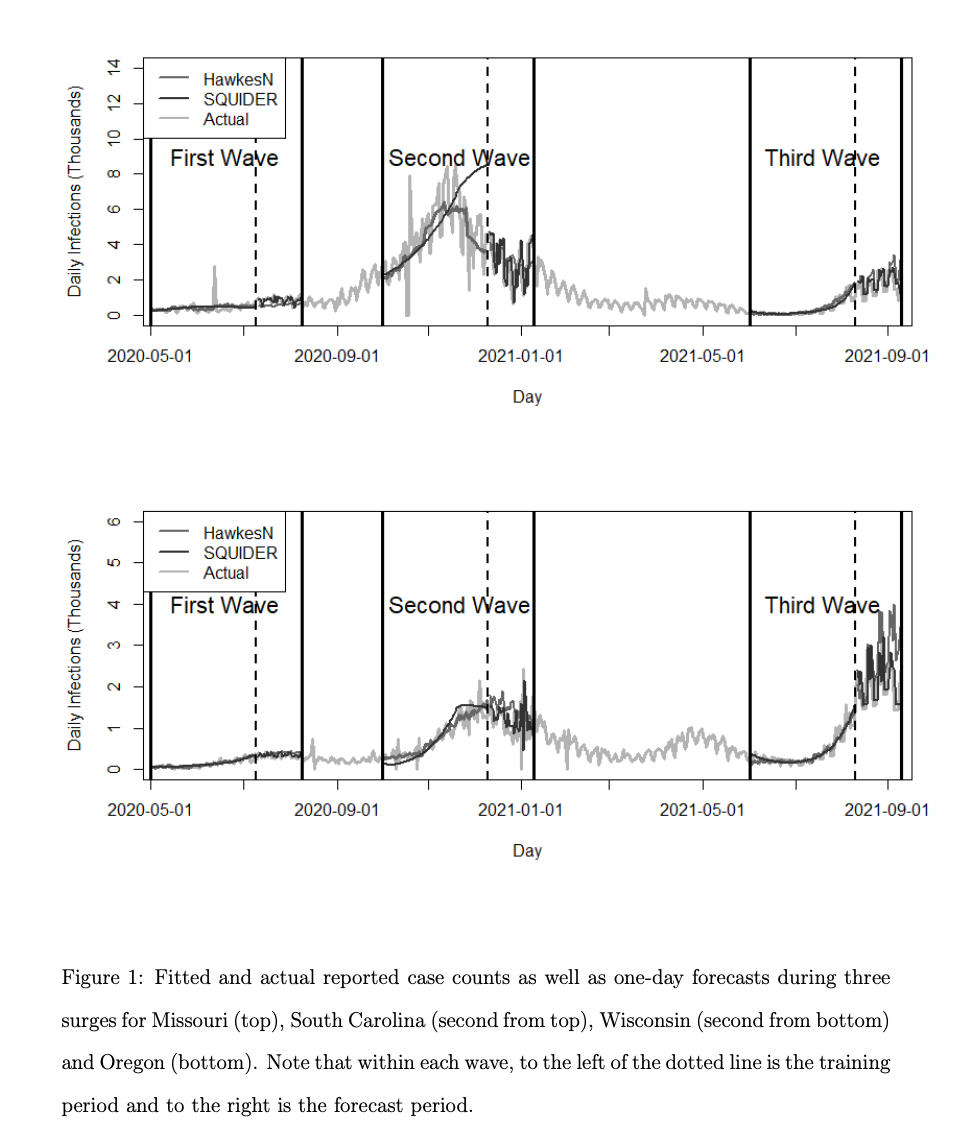 Daily Infections (Thousands)
14
12
10
8
6
4
2
0
HawkesN
SQUIDER
Actual
First Wave
Second Wave
Third Wave
2020-05-01
2020-09-01
2021-01-01
2021-05-01
2021-09-01
Day
Daily Infections (Thousands)
6
5
4
3
2
1
0
HawkesN
SQUIDER
Actual
First Wave
Second Wave
Third Wave
2020-05-01
2020-09-01
2021-01-01
2021-05-01
2021-09-01
Day
Figure 1: Fitted and actual reported case counts as well as one-day forecasts during three
surges for Missouri (top), South Carolina (second from top), Wisconsin (second from bottom)
and Oregon (bottom). Note that within each wave, to the left of the dotted line is the training
period and to the right is the forecast period.